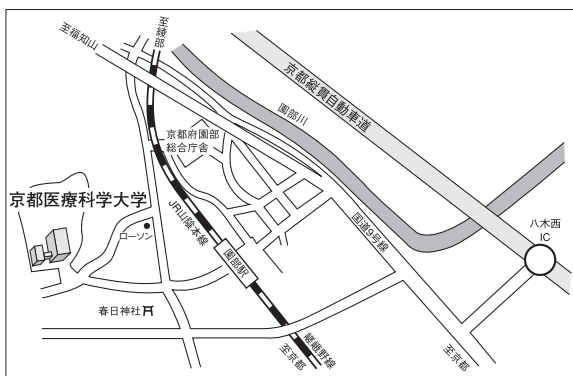 至福知山
至綾部
京都縦貫自動車道
園部川
京都府園部
総合庁舎
京都医療科学大学
ローソン
JR山陰本線
国道9号線
八木西
IC
園部駅
春日神社
嵯峨野線
至京都
至京都